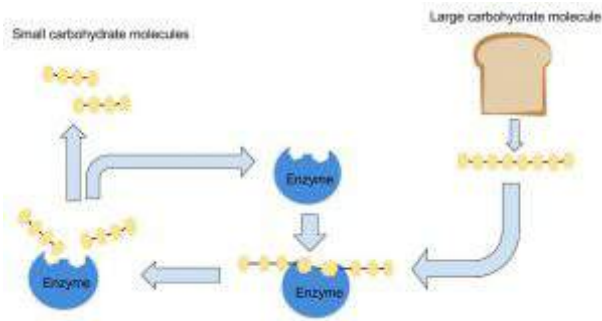 Large carbohydrate molecule
Small carbohydrate molecules
Enzyme
Enzyme
Enzyme